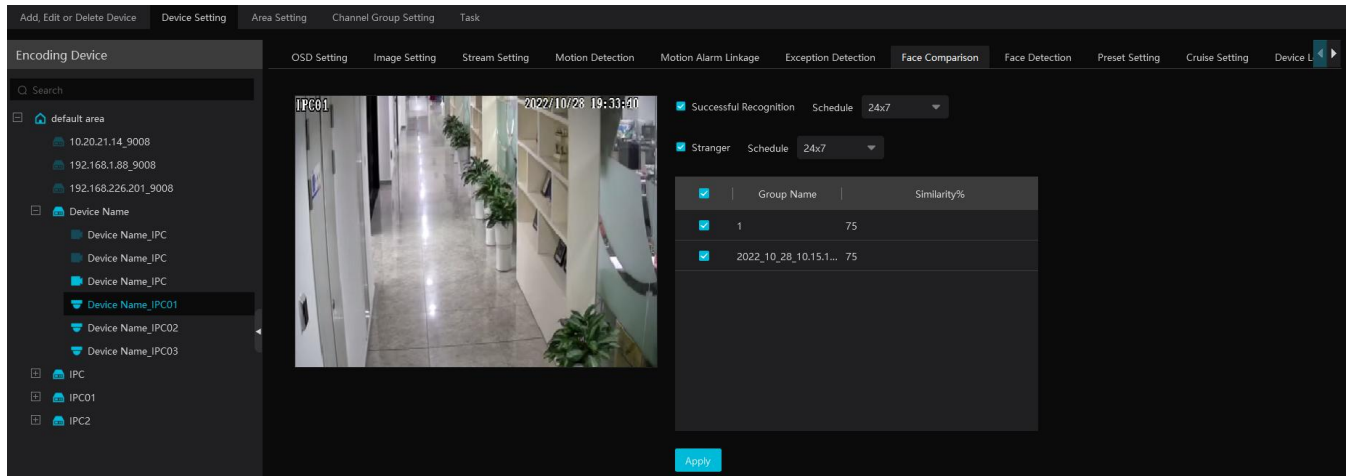 Add, Edit or Delete Device Device Setting Area Setting Channel Group Setting Task
Encoding Device
Search
default area
10.20.21.14_9008
192.168.1.88_9008
192.168.226.201_9008
Device Name
Device Name_IPC
Device Name_IPC
Device Name_IPC
Device Name_IPC01
Device Name_IPC02
Device Name_IPC03
IPC
IPC01
IPC2
OSD Setting Image Setting Stream Setting Motion Detection Motion Alarm Linkage Exception Detection Face Comparison Face Detection Preset Setting Cruise Setting Device L
IPC01 2022/10/28 19:33:40
Successful Recognition Schedule 24x7
Stranger Schedule 24x7
Group Name Similarity%
1 75
2022_10_28_10.15.1... 75
Apply